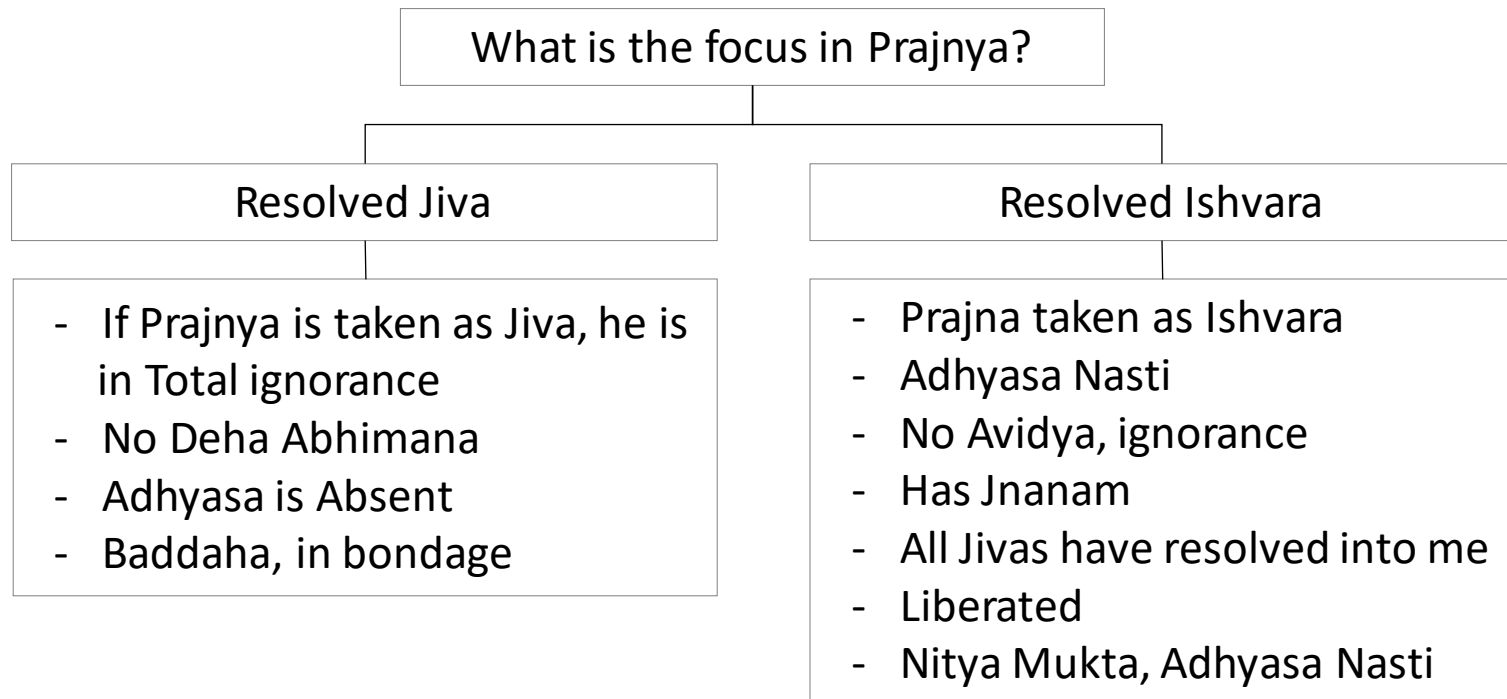 What is the focus in Prajnya?
Resolved Jiva
- If Prajnya is taken as Jiva, he is
in Total ignorance
- No Deha Abhimana
- Adhyasa is Absent
- Baddaha, in bondage
Resolved Ishvara
- Prajna taken as Ishvara
- Adhyasa Nasti
- No Avidya, ignorance
- Has Jnanam
- All Jivas have resolved into me
- Liberated
- Nitya Mukta, Adhyasa Nasti